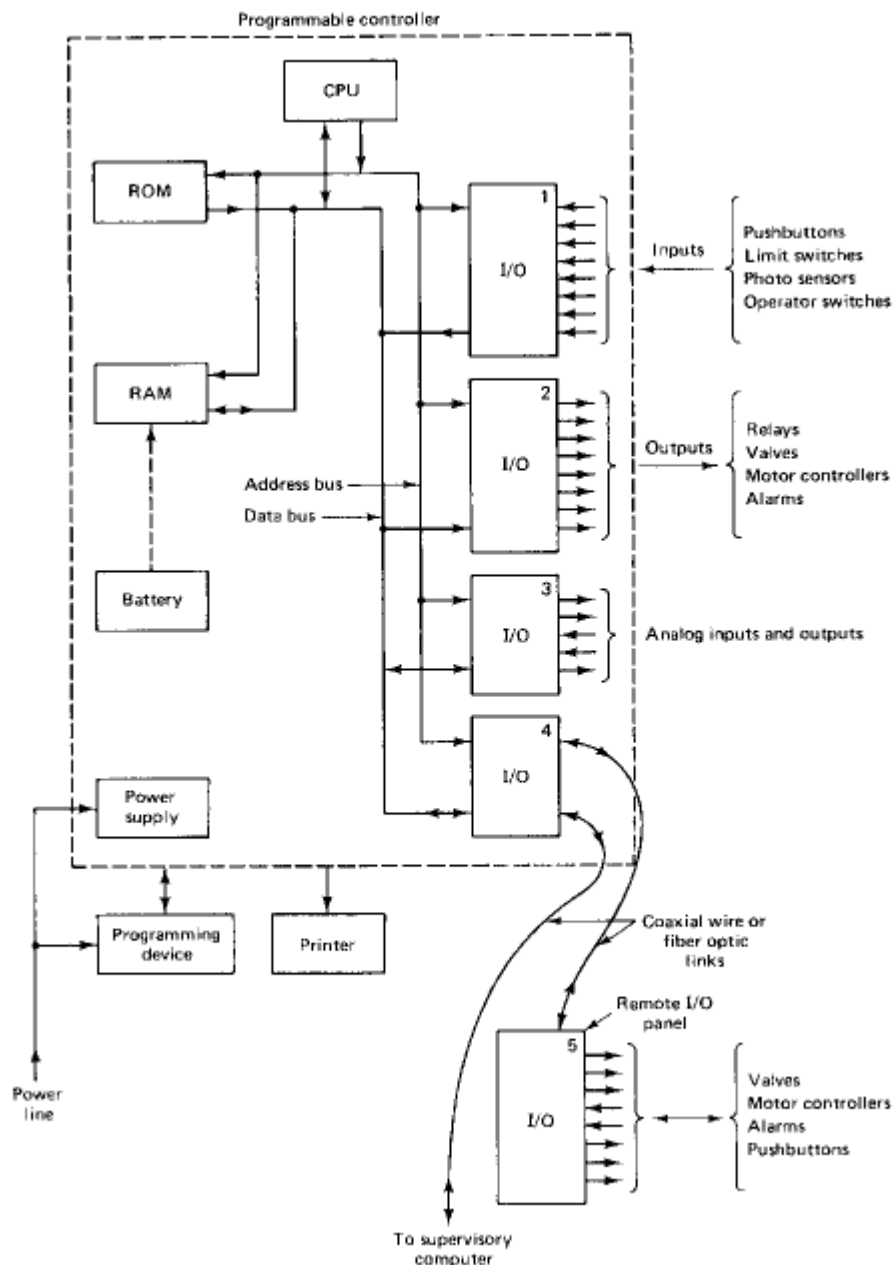 Programmable controller
CPU
ROM
RAM
Battery
Power
supply
Address bus
Data bus
1
I/O
Inputs
Pushbuttons
Limit switches
Photo sensors
Operator switches
2
I/O
Outputs
Relays
Valves
Motor controllers
Alarms
3
I/O
Analog inputs and outputs
4
I/O
Programming
device
Printer
Power
line
Coaxial wire or
fiber optic
links
Remote I/O
panel
5
I/O
Valves
Motor controllers
Alarms
Pushbuttons
To supervisory
computer